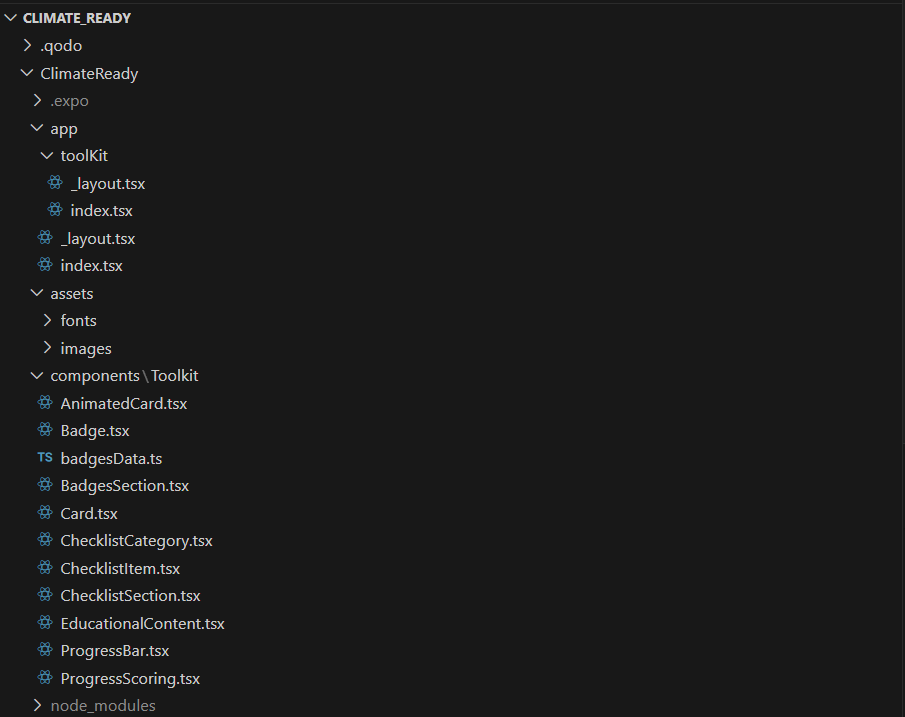 CLIMATE_READY
.qodo
ClimateReady
.expo
app
toolKit
_layout.tsx
index.tsx
_layout.tsx
index.tsx
assets
fonts
images
components\Toolkit
AnimatedCard.tsx
Badge.tsx
TS badgesData.ts
BadgesSection.tsx
Card.tsx
ChecklistCategory.tsx
ChecklistItem.tsx
ChecklistSection.tsx
EducationalContent.tsx
ProgressBar.tsx
ProgressScoring.tsx
node_modules